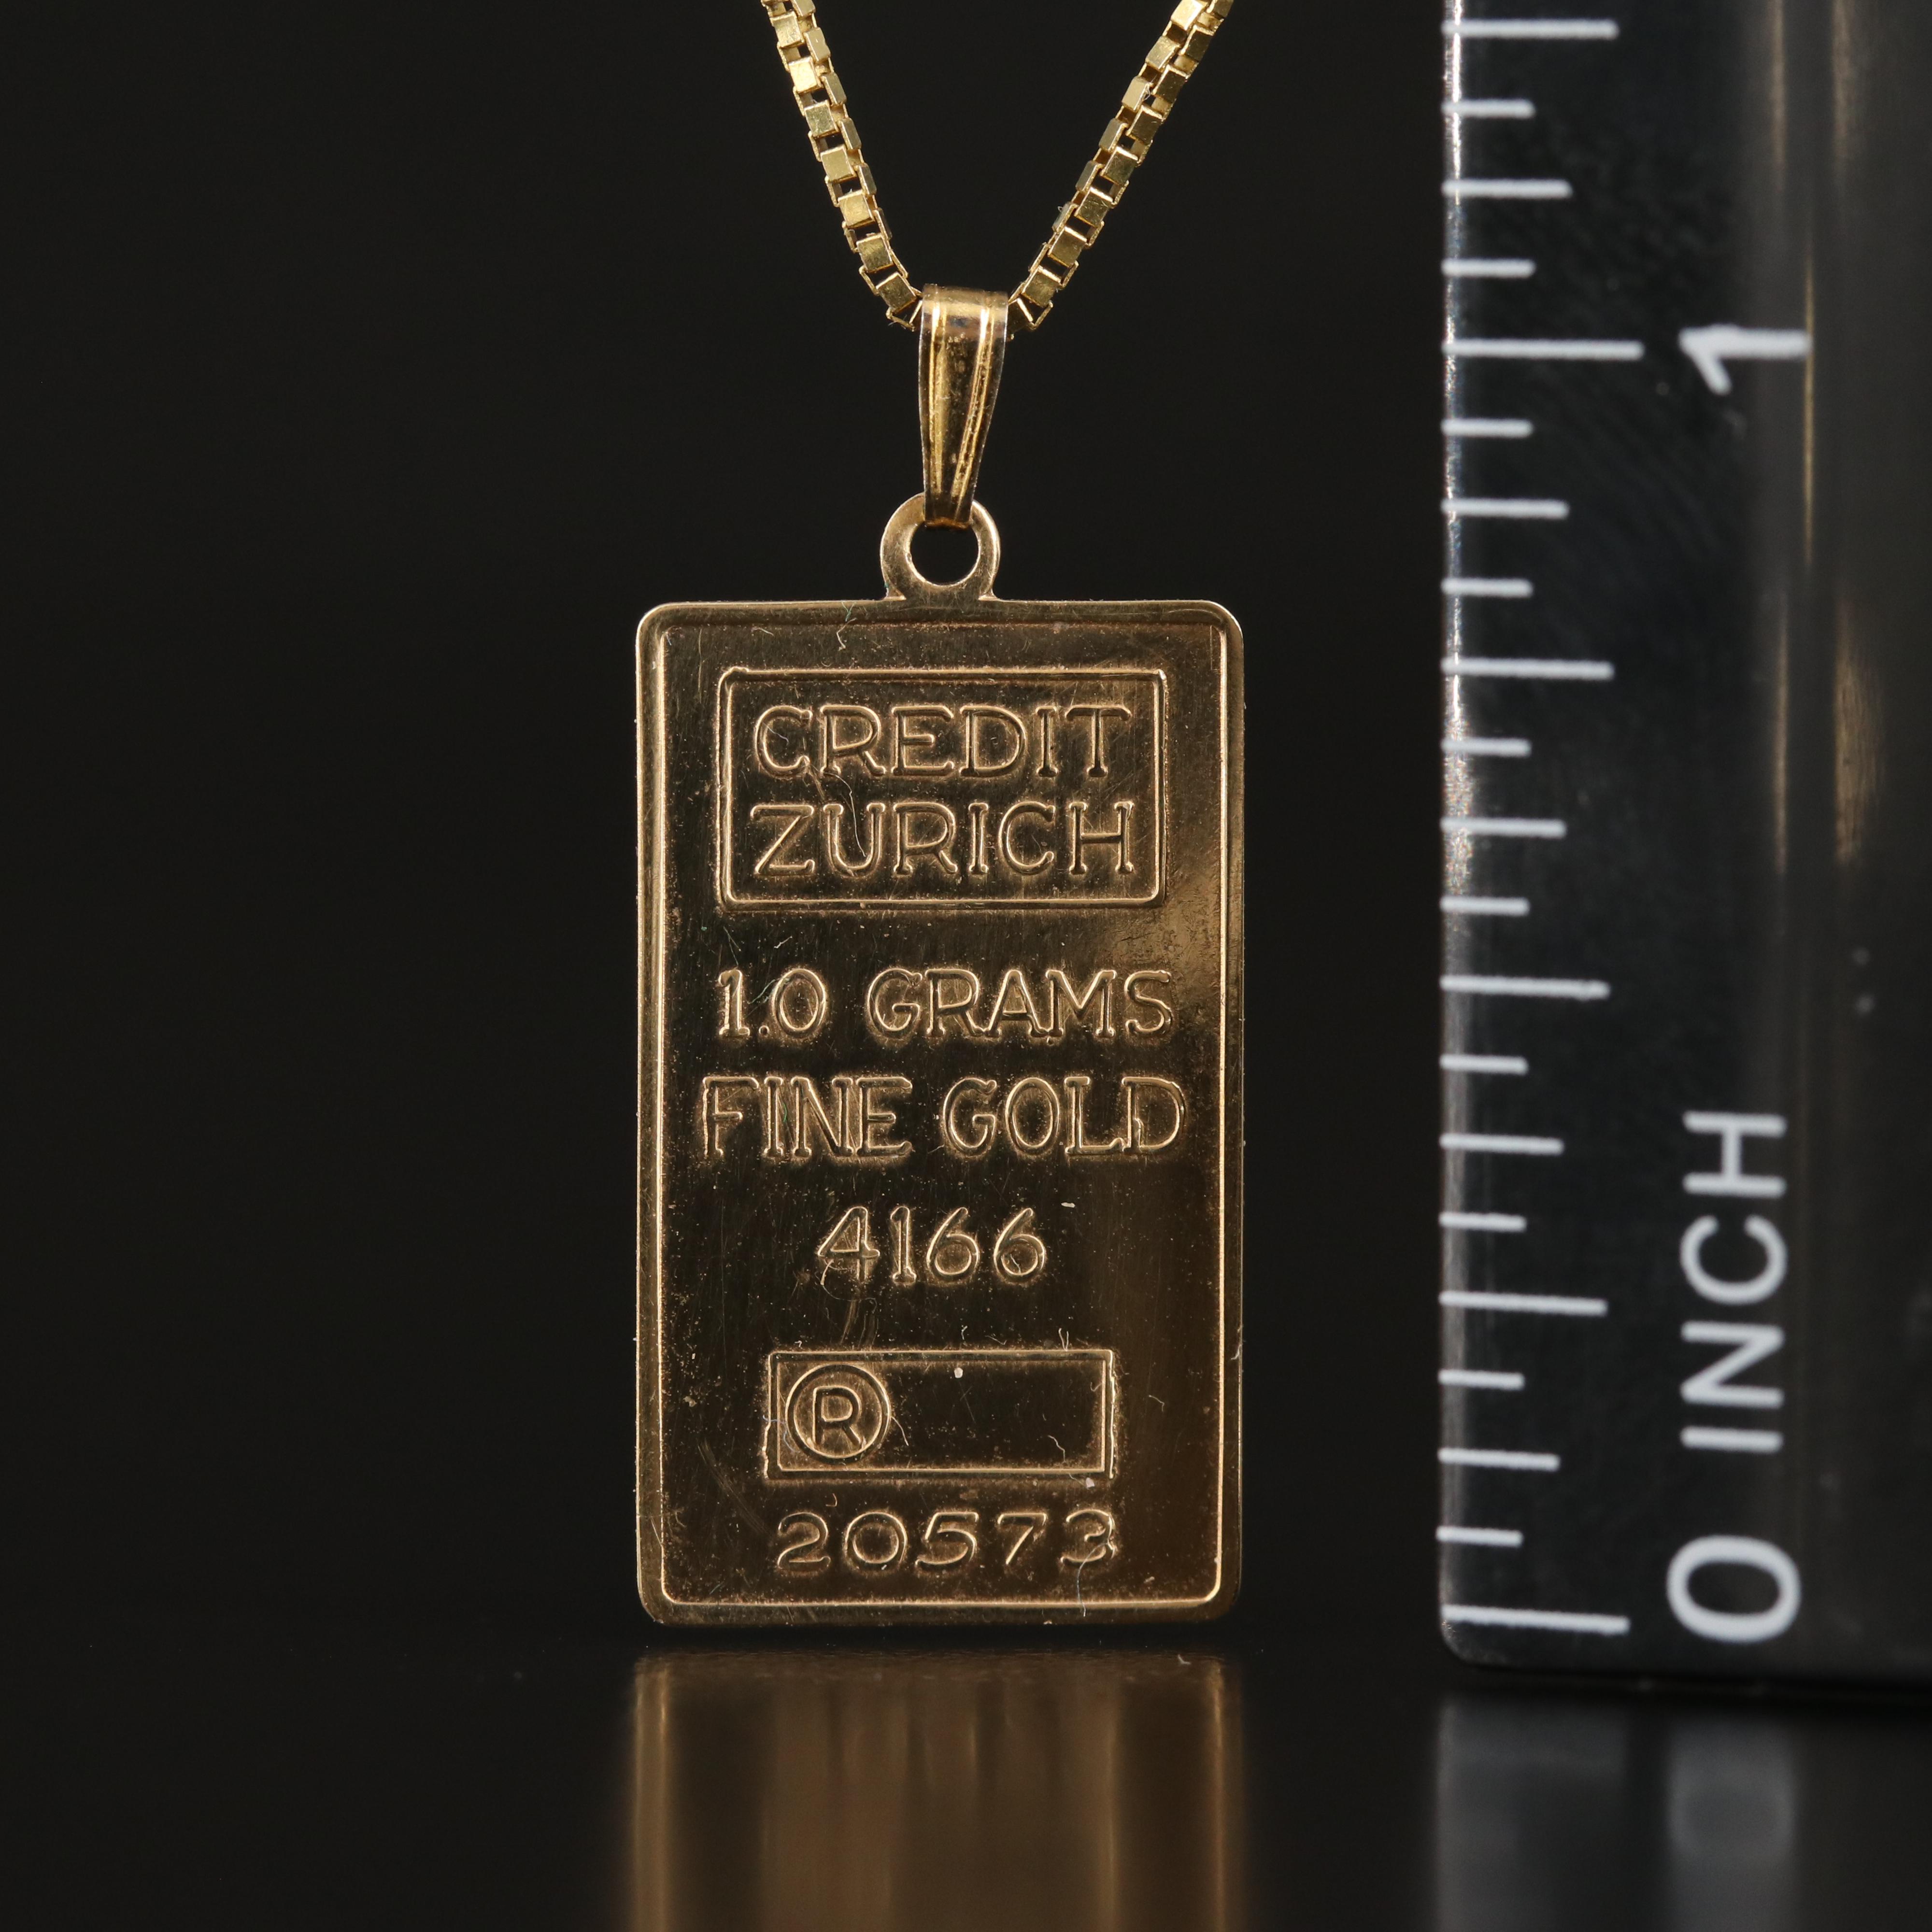 CREDIT
ZURICH
1.0 GRAMS
FINE GOLD
4166
®
20573
1
0 INCH